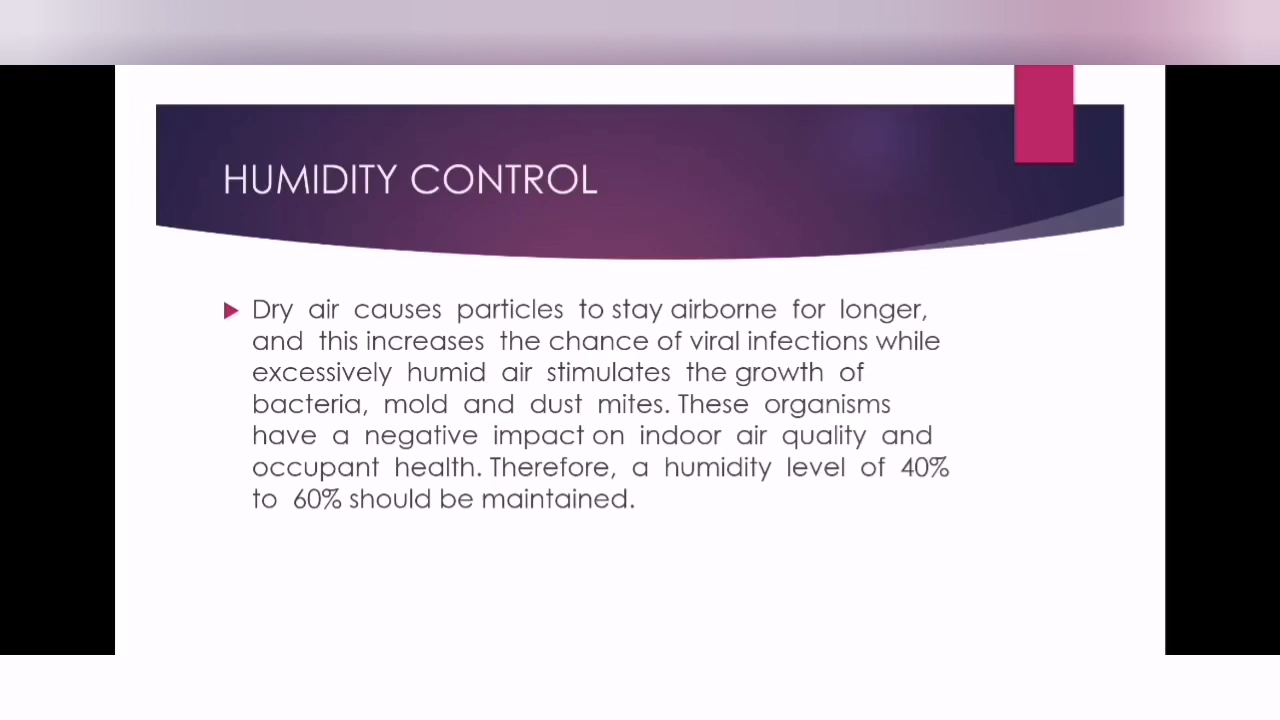 HUMIDITY CONTROL
Dry air causes particles to stay airborne for longer,
and this increases the chance of viral infections while
excessively humid air stimulates the growth of
bacteria, mold and dust mites. These organisms
have a negative impact on indoor air quality and
occupant health. Therefore, a humidity level of 40%
to 60% should be maintained.